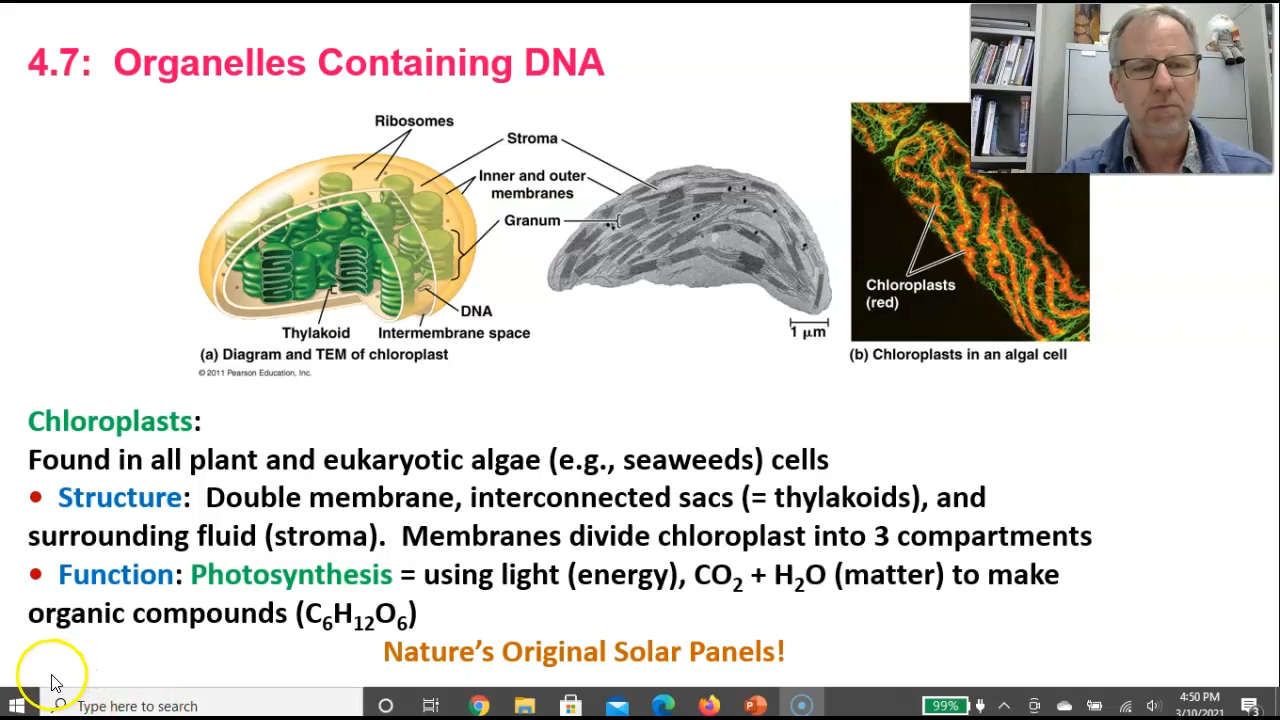 4.7: Organelles Containing DNA
Ribosomes
Stroma
Inner and outer
membranes
Granum
DNA
Thylakoid
Intermembrane space
1 μm
(a) Diagram and TEM of chloroplast
© 2011 Pearson Education, Inc.
Chloroplasts
(red)
(b) Chloroplasts in an algal cell
Chloroplasts:
Found in all plant and eukaryotic algae (e.g., seaweeds) cells
• Structure: Double membrane, interconnected sacs (= thylakoids), and
surrounding fluid (stroma). Membranes divide chloroplast into 3 compartments
• Function: Photosynthesis = using light (energy), CO₂ + H₂O (matter) to make
organic compounds (C₆H₁₂O₆)
Nature's Original Solar Panels!
Type here to search
99%
4:50 PM
3/10/2021
3